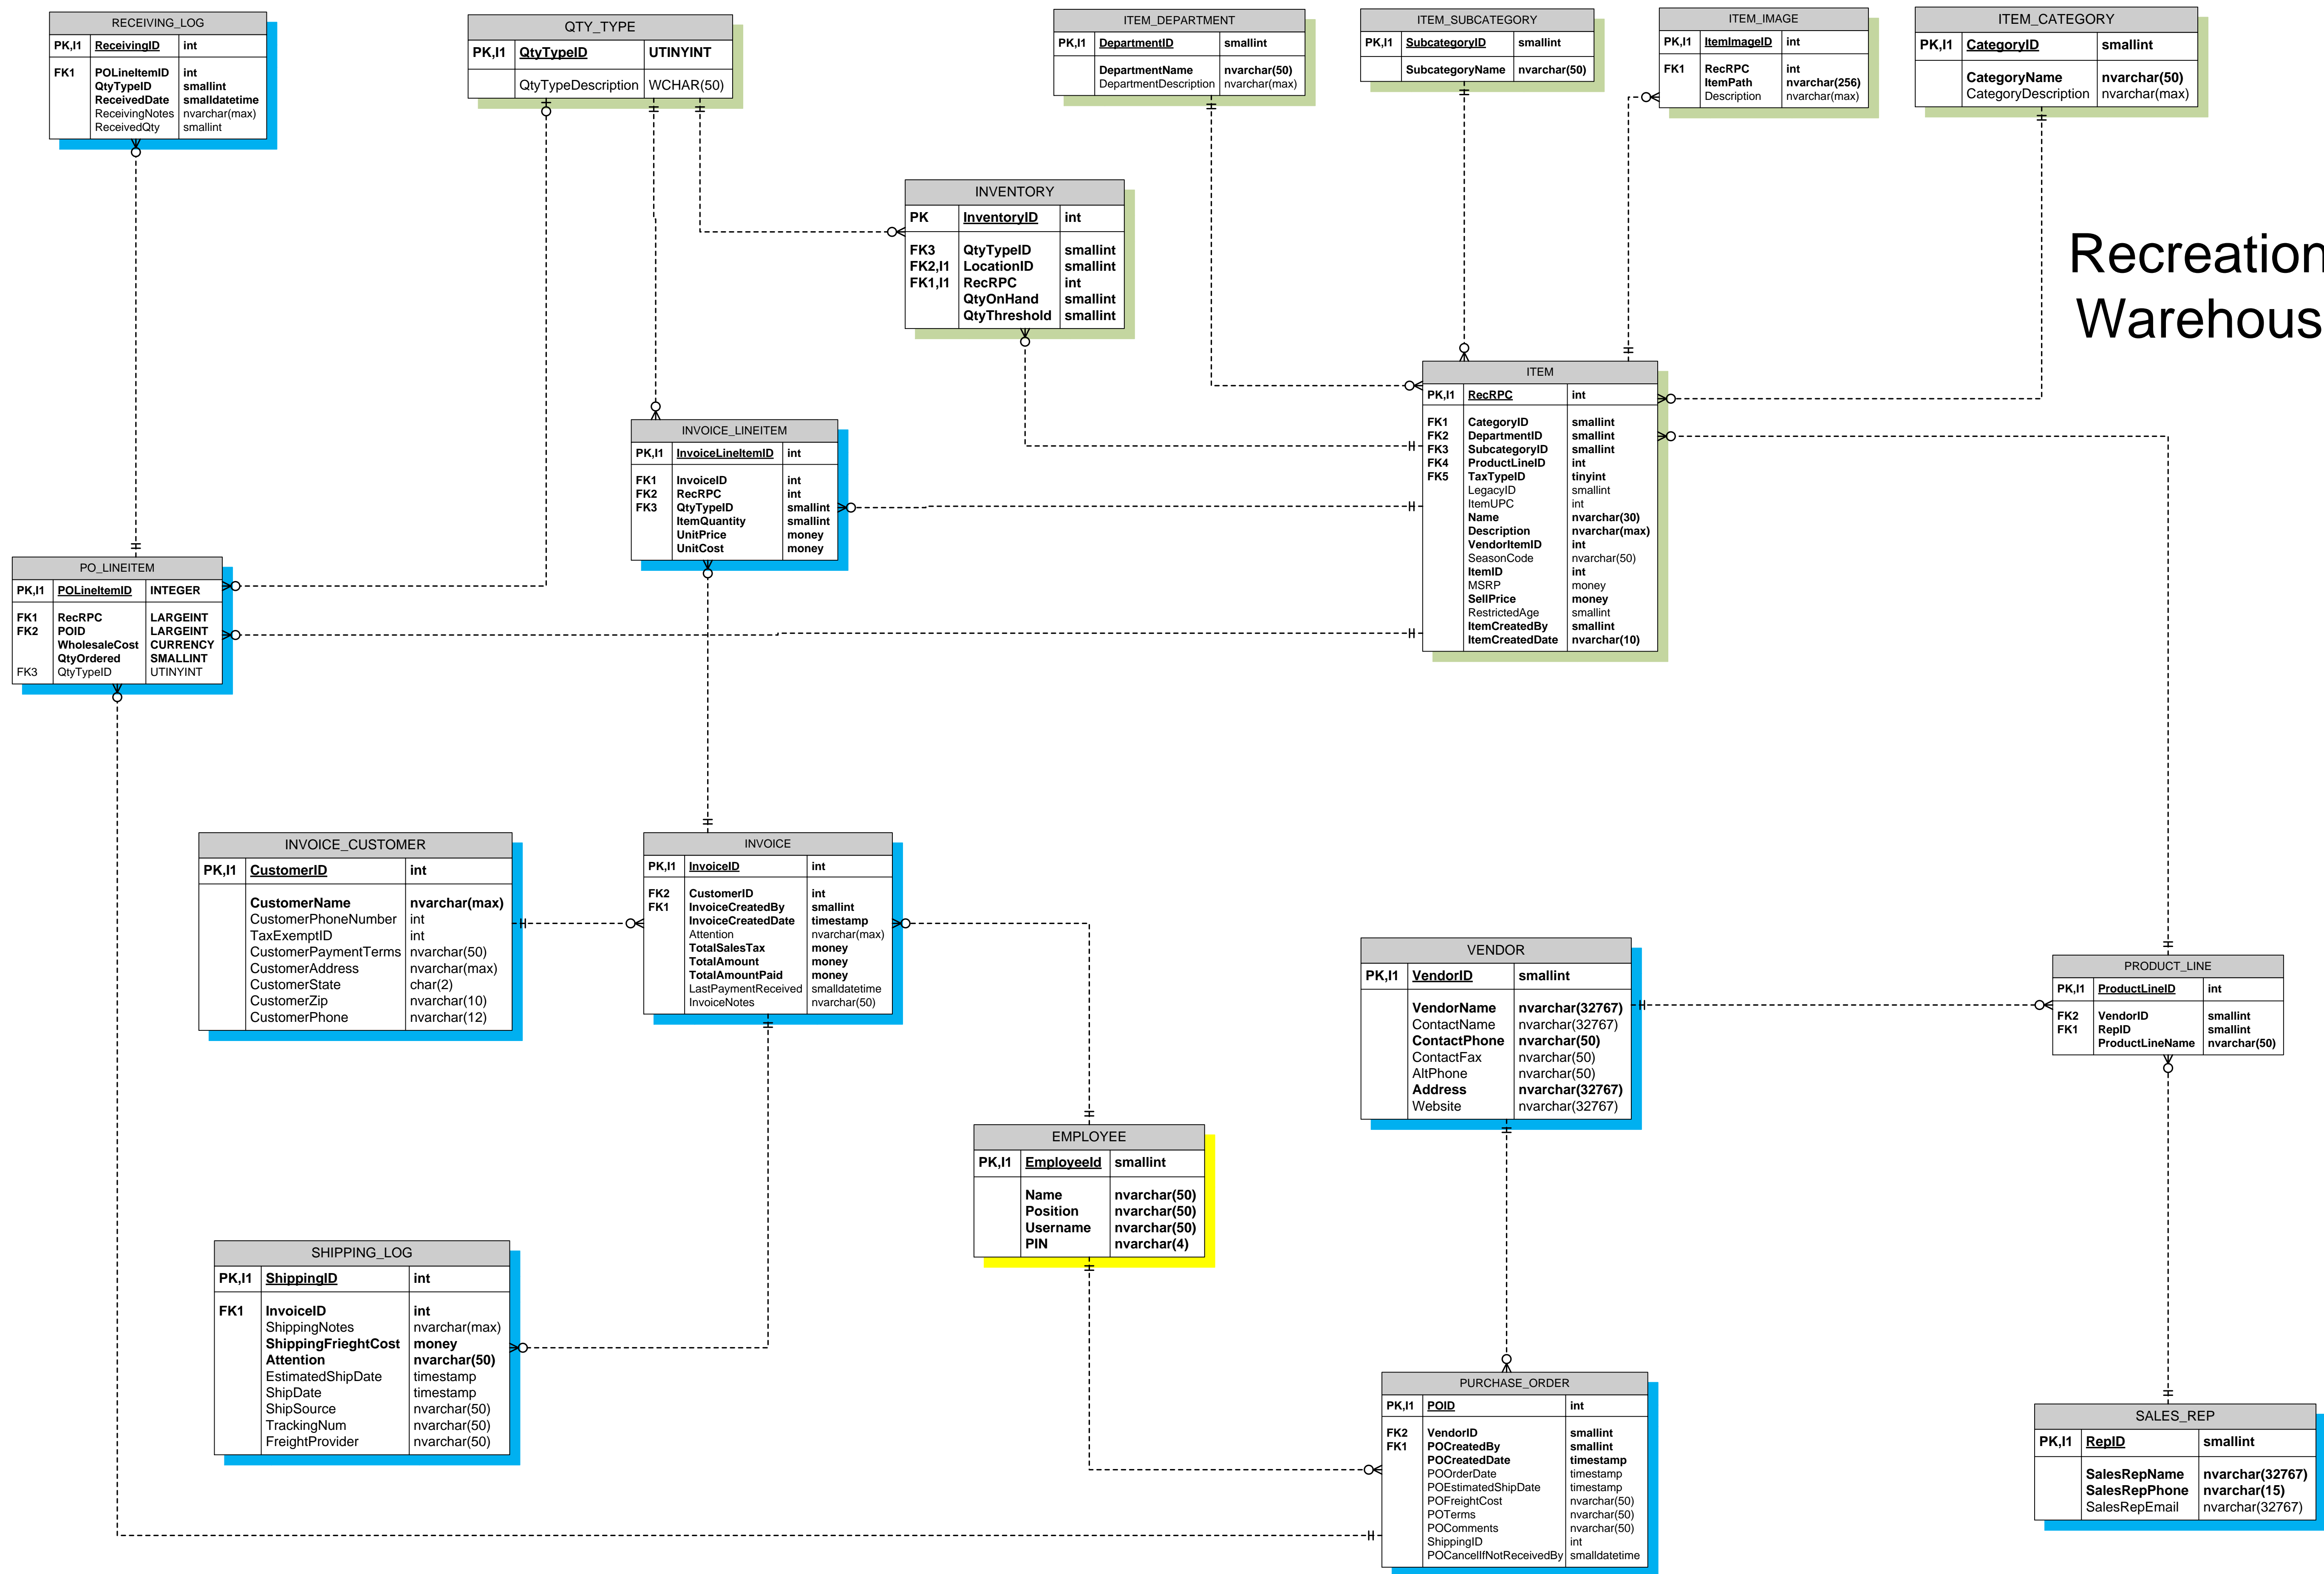 RECEIVING_LOG
PK,I1 ReceivingID int
FK1 POLineItemID int
QtyTypeID smallint
ReceivedDate smalldatetime
ReceivingNotes nvarchar(max)
ReceivedQty smallint
QTY_TYPE
PK,I1 QtyTypeID UTINYINT
QtyTypeDescription WCHAR(50)
ITEM_DEPARTMENT
PK,I1 DepartmentID smallint
DepartmentName nvarchar(50)
DepartmentDescription nvarchar(max)
ITEM_SUBCATEGORY
PK,I1 SubcategoryID smallint
SubcategoryName nvarchar(50)
ITEM_IMAGE
PK,I1 ItemImageID int
FK1 RecRPC int
ItemPath nvarchar(256)
Description nvarchar(max)
ITEM_CATEGORY
PK,I1 CategoryID smallint
CategoryName nvarchar(50)
CategoryDescription nvarchar(max)
INVENTORY
PK InventoryID int
FK3 QtyTypeID smallint
FK2,I1 LocationID smallint
FK1,I1 RecRPC int
QtyOnHand smallint
QtyThreshold smallint
Recreation
Warehous
ITEM
PK,I1 RecRPC int
FK1 CategoryID smallint
FK2 DepartmentID smallint
FK3 SubcategoryID smallint
FK4 ProductLineID int
FK5 TaxTypeID tinyint
LegacyID smallint
ItemUPC int
Name nvarchar(30)
Description nvarchar(max)
VendorItemID int
SeasonCode nvarchar(50)
ItemID int
MSRP money
SellPrice money
RestrictedAge smallint
ItemCreatedBy smallint
ItemCreatedDate nvarchar(10)
INVOICE_LINEITEM
PK,I1 InvoiceLineItemID int
FK1 InvoiceID int
FK2 RecRPC int
FK3 QtyTypeID smallint
ItemQuantity smallint
UnitPrice money
UnitCost money
PO_LINEITEM
PK,I1 POLineItemID INTEGER
FK1 RecRPC LARGEINT
FK2 POID LARGEINT
WholesaleCost CURRENCY
QtyOrdered SMALLINT
FK3 QtyTypeID UTINYINT
INVOICE_CUSTOMER
PK,I1 CustomerID int
CustomerName nvarchar(max)
CustomerPhoneNumber int
TaxExemptID int
CustomerPaymentTerms nvarchar(50)
CustomerAddress nvarchar(max)
CustomerState char(2)
CustomerZip nvarchar(10)
CustomerPhone nvarchar(12)
INVOICE
PK,I1 InvoiceID int
FK2 CustomerID int
FK1 InvoiceCreatedBy smallint
InvoiceCreatedDate timestamp
Attention nvarchar(max)
TotalSalesTax money
TotalAmount money
TotalAmountPaid money
LastPaymentReceived smalldatetime
InvoiceNotes nvarchar(50)
VENDOR
PK,I1 VendorID smallint
VendorName nvarchar(32767)
ContactName nvarchar(32767)
ContactPhone nvarchar(50)
ContactFax nvarchar(50)
AltPhone nvarchar(50)
Address nvarchar(32767)
Website nvarchar(32767)
PRODUCT_LINE
PK,I1 ProductLineID int
FK2 VendorID smallint
FK1 RepID smallint
ProductLineName nvarchar(50)
EMPLOYEE
PK,I1 EmployeeId smallint
Name nvarchar(50)
Position nvarchar(50)
Username nvarchar(50)
PIN nvarchar(4)
SHIPPING_LOG
PK,I1 ShippingID int
FK1 InvoiceID int
ShippingNotes nvarchar(max)
ShippingFrieghtCost money
Attention nvarchar(50)
EstimatedShipDate timestamp
ShipDate timestamp
ShipSource nvarchar(50)
TrackingNum nvarchar(50)
FreightProvider nvarchar(50)
PURCHASE_ORDER
PK,I1 POID int
FK2 VendorID smallint
FK1 POCreatedBy smallint
POCreatedDate timestamp
POOrderDate timestamp
POEstimatedShipDate timestamp
POFreightCost nvarchar(50)
POTerms nvarchar(50)
POComments nvarchar(50)
ShippingID int
POCancelIfNotReceivedBy smalldatetime
SALES_REP
PK,I1 RepID smallint
SalesRepName nvarchar(32767)
SalesRepPhone nvarchar(15)
SalesRepEmail nvarchar(32767)